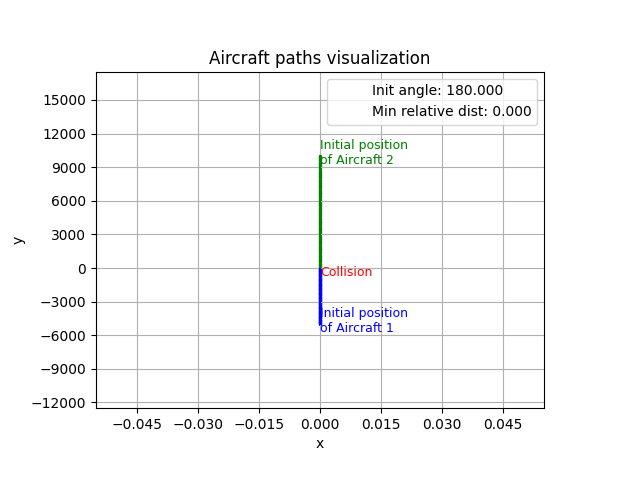 Aircraft paths visualization
Init angle: 180.000
Min relative dist: 0.000
15000
12000
9000
6000
3000
0
−3000
−6000
−9000
−12000
y
Initial position
of Aircraft 2
Collision
Initial position
of Aircraft 1
−0.045
−0.030
−0.015
0.000
0.015
0.030
0.045
x